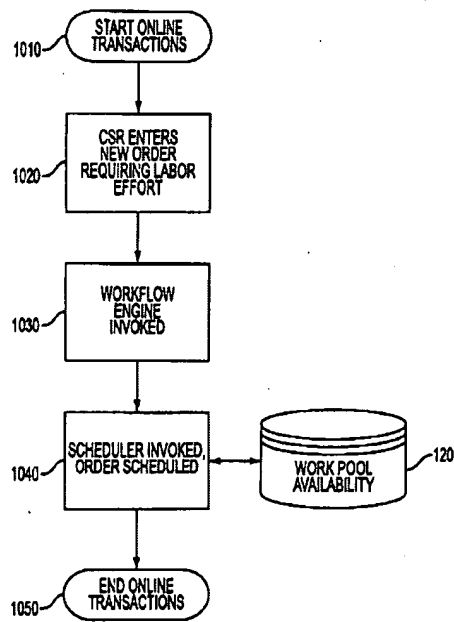 START ONLINE
TRANSACTIONS
1010
CSR ENTERS
NEW ORDER
REQUIRING LABOR
EFFORT
1020
WORKFLOW
ENGINE
INVOKED
1030
SCHEDULER INVOKED,
ORDER SCHEDULED
1040
WORK POOL
AVAILABILITY
120
END ONLINE
TRANSACTIONS
1050